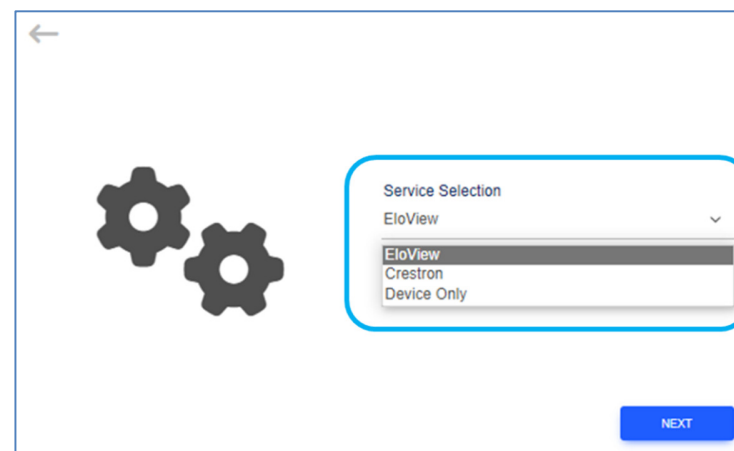 Service Selection
EloView
EloView
Crestron
Device Only
NEXT